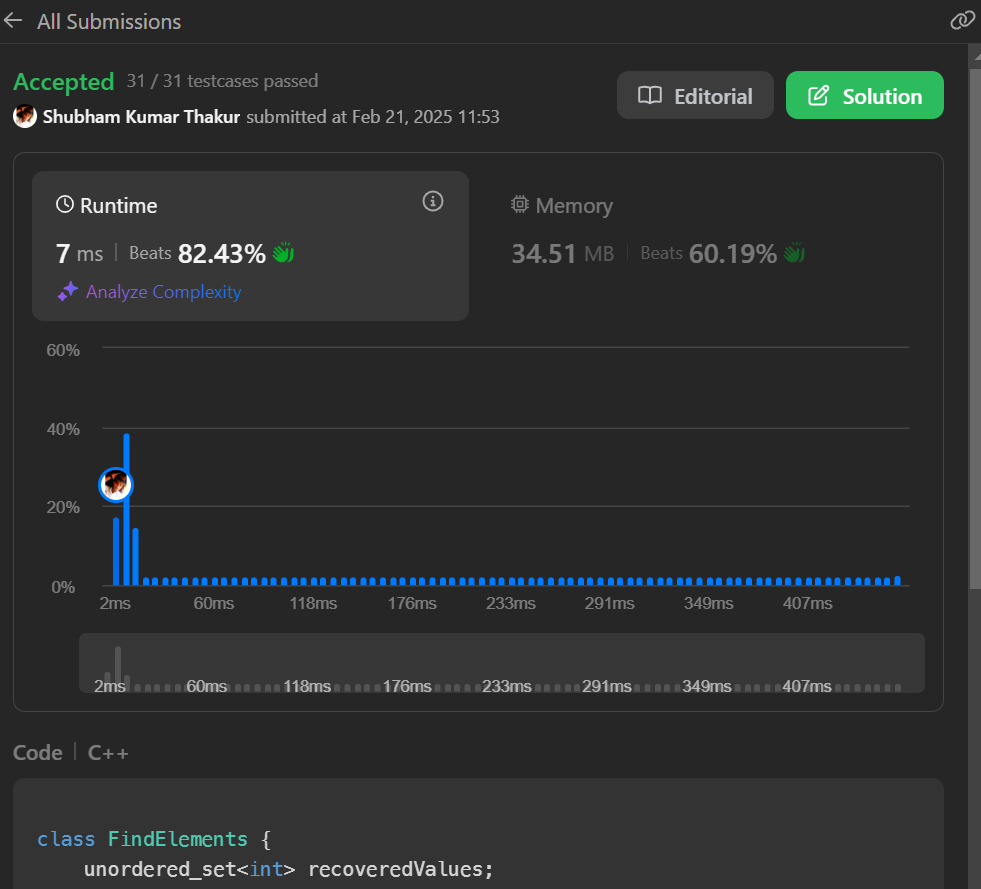 All Submissions
Accepted 31 / 31 testcases passed
Shubham Kumar Thakur submitted at Feb 21, 2025 11:53
Editorial
Solution
Runtime
7 ms | Beats 82.43%
Analyze Complexity
Memory
34.51 MB | Beats 60.19%
60%
40%
20%
0%
2ms 60ms 118ms 176ms 233ms 291ms 349ms 407ms
2ms 60ms 118ms 176ms 233ms 291ms 349ms 407ms
Code | C++
class FindElements {
unordered_set<int> recoveredValues;